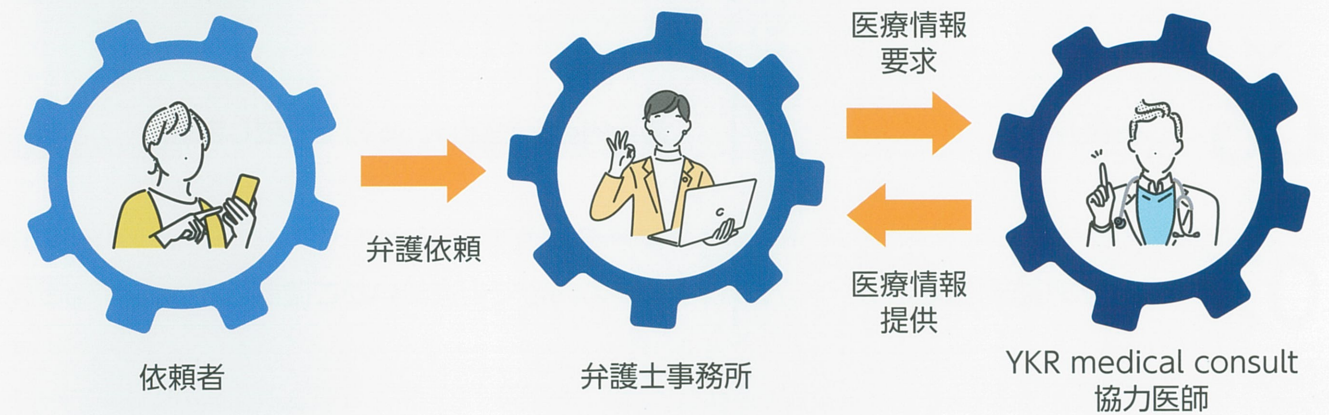 医療情報
要求
弁護依頼
医療情報
提供
依頼者
弁護士事務所
YKR medical consult
協力医師